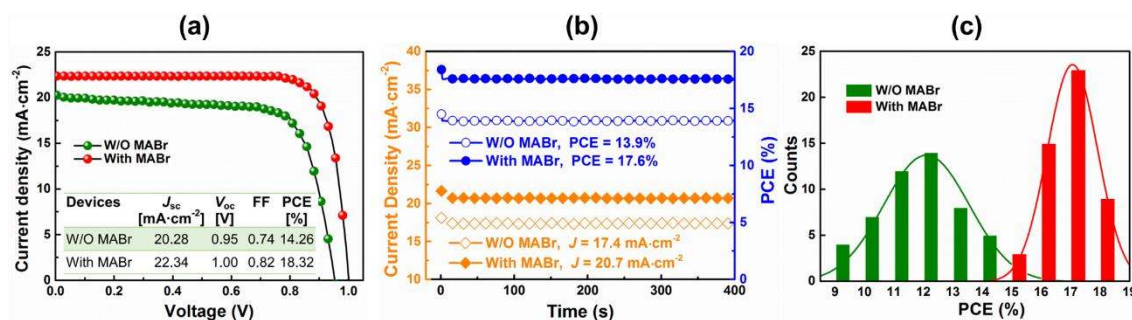 (a)
Current density (mA·cm⁻²)
25
20
15
10
5
0
W/O MABr
With MABr
Devices Jsc [mA·cm⁻²] Voc [V] FF PCE [%]
W/O MABr 20.28 0.95 0.74 14.26
With MABr 22.34 1.00 0.82 18.32
0.0 0.2 0.4 0.6 0.8 1.0
Voltage (V)
(b)
Current Density (mA·cm⁻²)
40
35
30
25
20
15
10
W/O MABr, PCE = 13.9%
With MABr, PCE = 17.6%
W/O MABr, J = 17.4 mA·cm⁻²
With MABr, J = 20.7 mA·cm⁻²
20
15
10
5
0
PCE (%)
0 100 200 300 400
Time (s)
(c)
Counts
25
20
15
10
5
0
W/O MABr
With MABr
9 10 11 12 13 14 15 16 17 18 19
PCE (%)